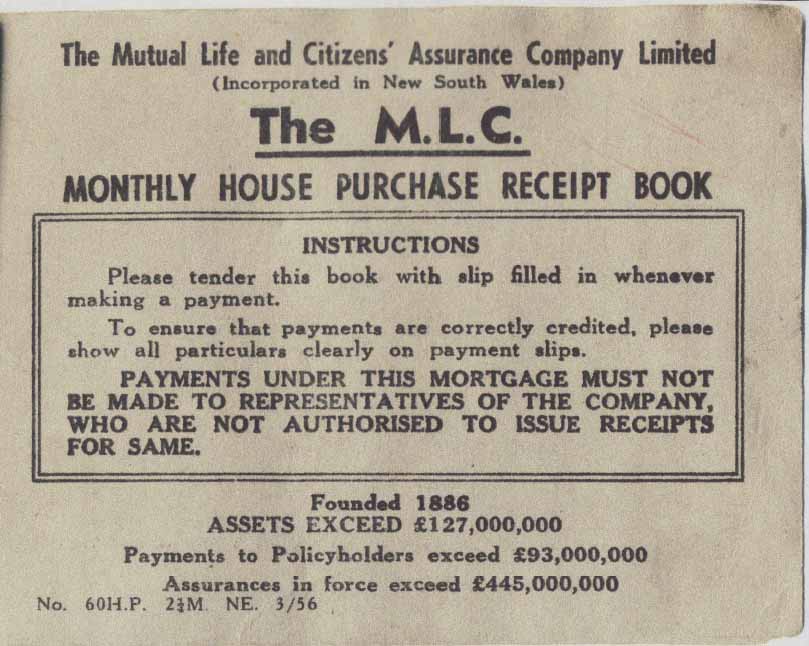 The Mutual Life and Citizens' Assurance Company Limited
(Incorporated in New South Wales)
The M.L.C.
MONTHLY HOUSE PURCHASE RECEIPT BOOK
INSTRUCTIONS
Please tender this book with slip filled in whenever
making a payment.
To ensure that payments are correctly credited, please
show all particulars clearly on payment slips.
PAYMENTS UNDER THIS MORTGAGE MUST NOT
BE MADE TO REPRESENTATIVES OF THE COMPANY,
WHO ARE NOT AUTHORISED TO ISSUE RECEIPTS
FOR SAME.
Founded 1886
ASSETS EXCEED £127,000,000
Payments to Policyholders exceed £93,000,000
Assurances in force exceed £445,000,000
No. 60H.P. 2¾M. NE. 3/56